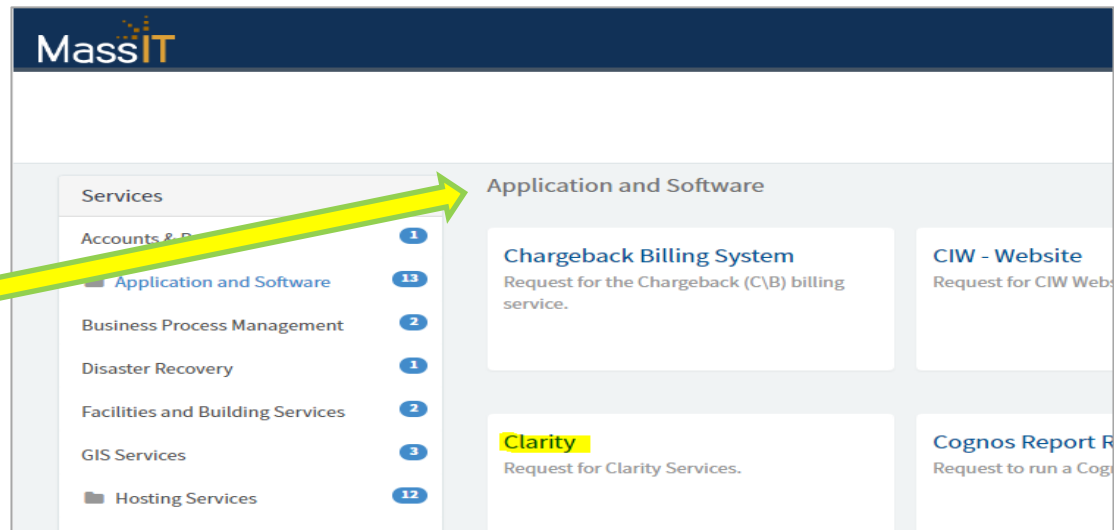 MassIT
Services
Accounts &
1
Application and Software
13
Business Process Management
2
Disaster Recovery
1
Facilities and Building Services
2
GIS Services
3
Hosting Services
12
Application and Software
Chargeback Billing System
Request for the Chargeback (C\B) billing
service.
CIW - Website
Request for CIW
Clarity
Request for Clarity Services.
Cognos Report
Request to run a